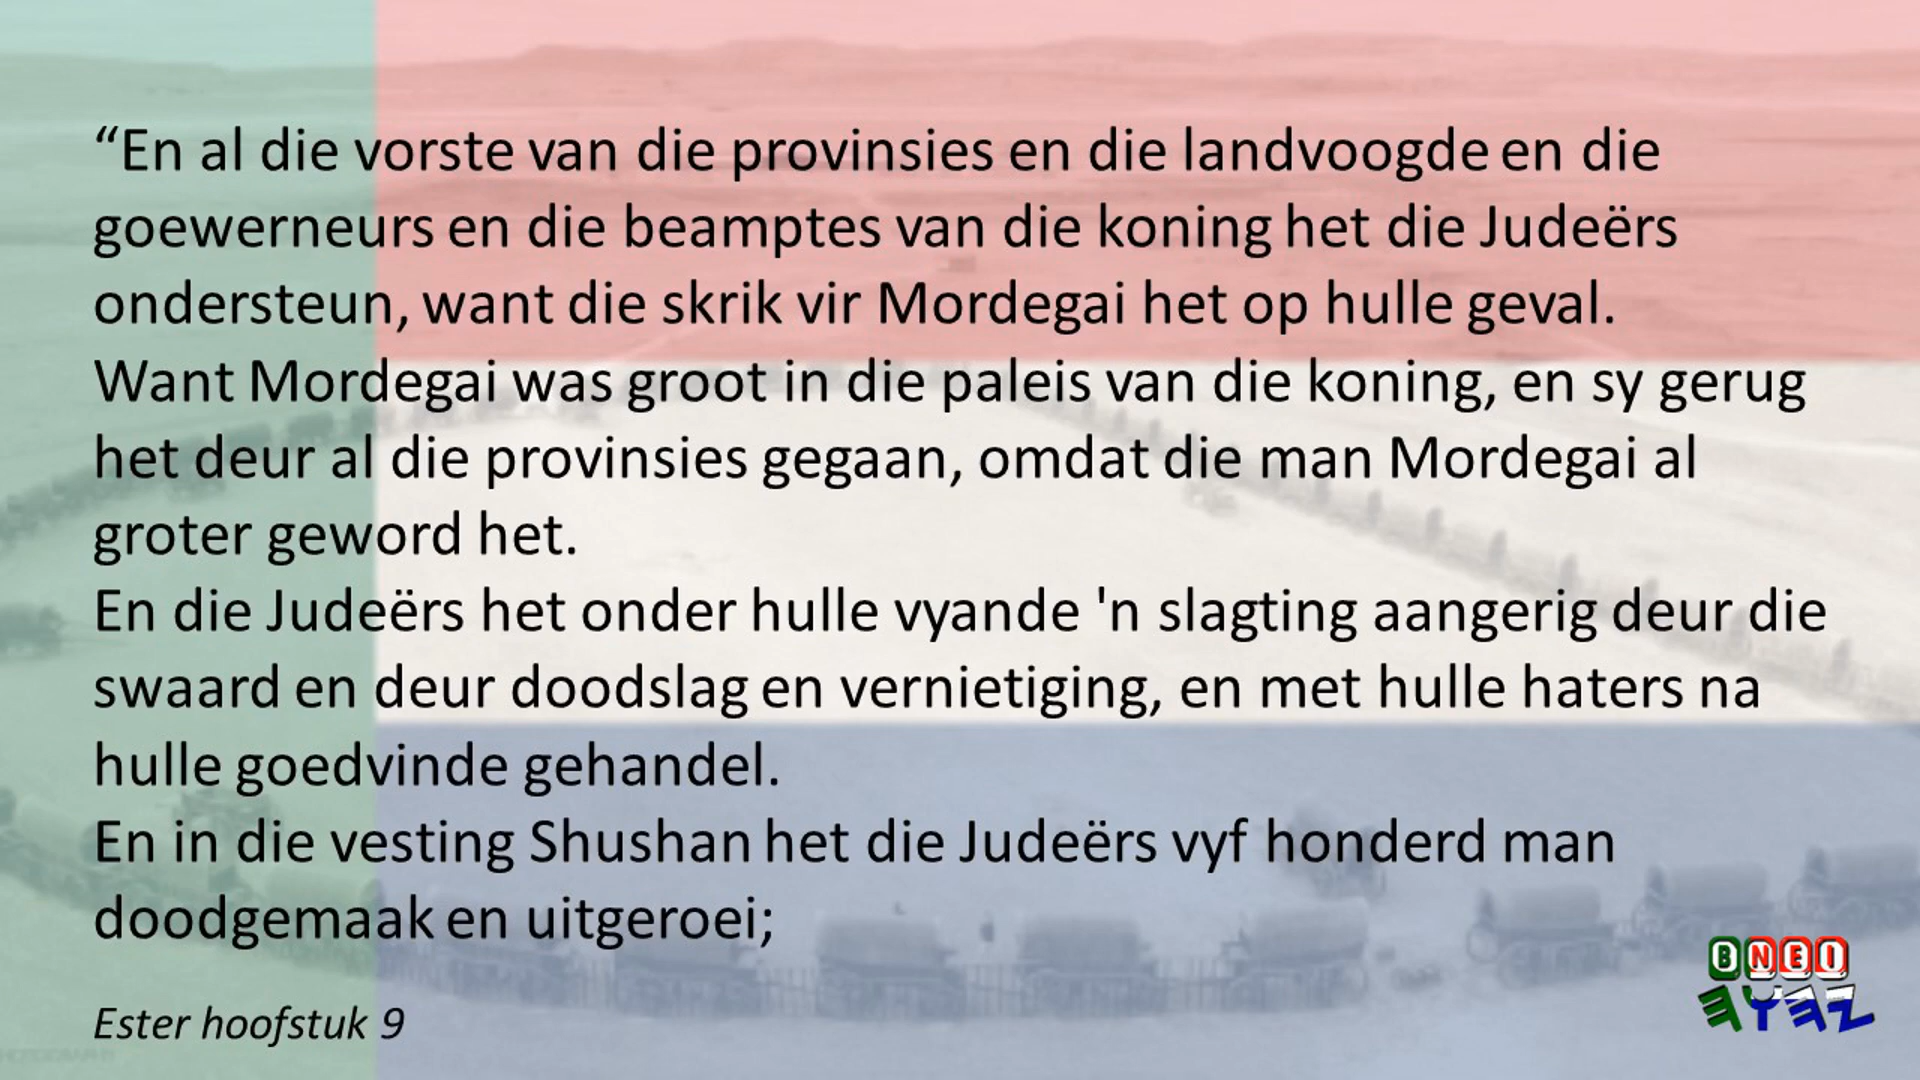 “En al die vorste van die provinsies en die landvoogde en die
goewerneurs en die beamptes van die koning het die Judeërs
ondersteun, want die skrik vir Mordegai het op hulle geval.
Want Mordegai was groot in die paleis van die koning, en sy gerug
het deur al die provinsies gegaan, omdat die man Mordegai al
groter geword het.
En die Judeërs het onder hulle vyande 'n slagting aangerig deur die
swaard en deur doodslag en vernietiging, en met hulle haters na
hulle goedvinde gehandel.
En in die vesting Shushan het die Judeërs vyf honderd man
doodgemaak en uitgeroei;
Ester hoofstuk 9
BNEI